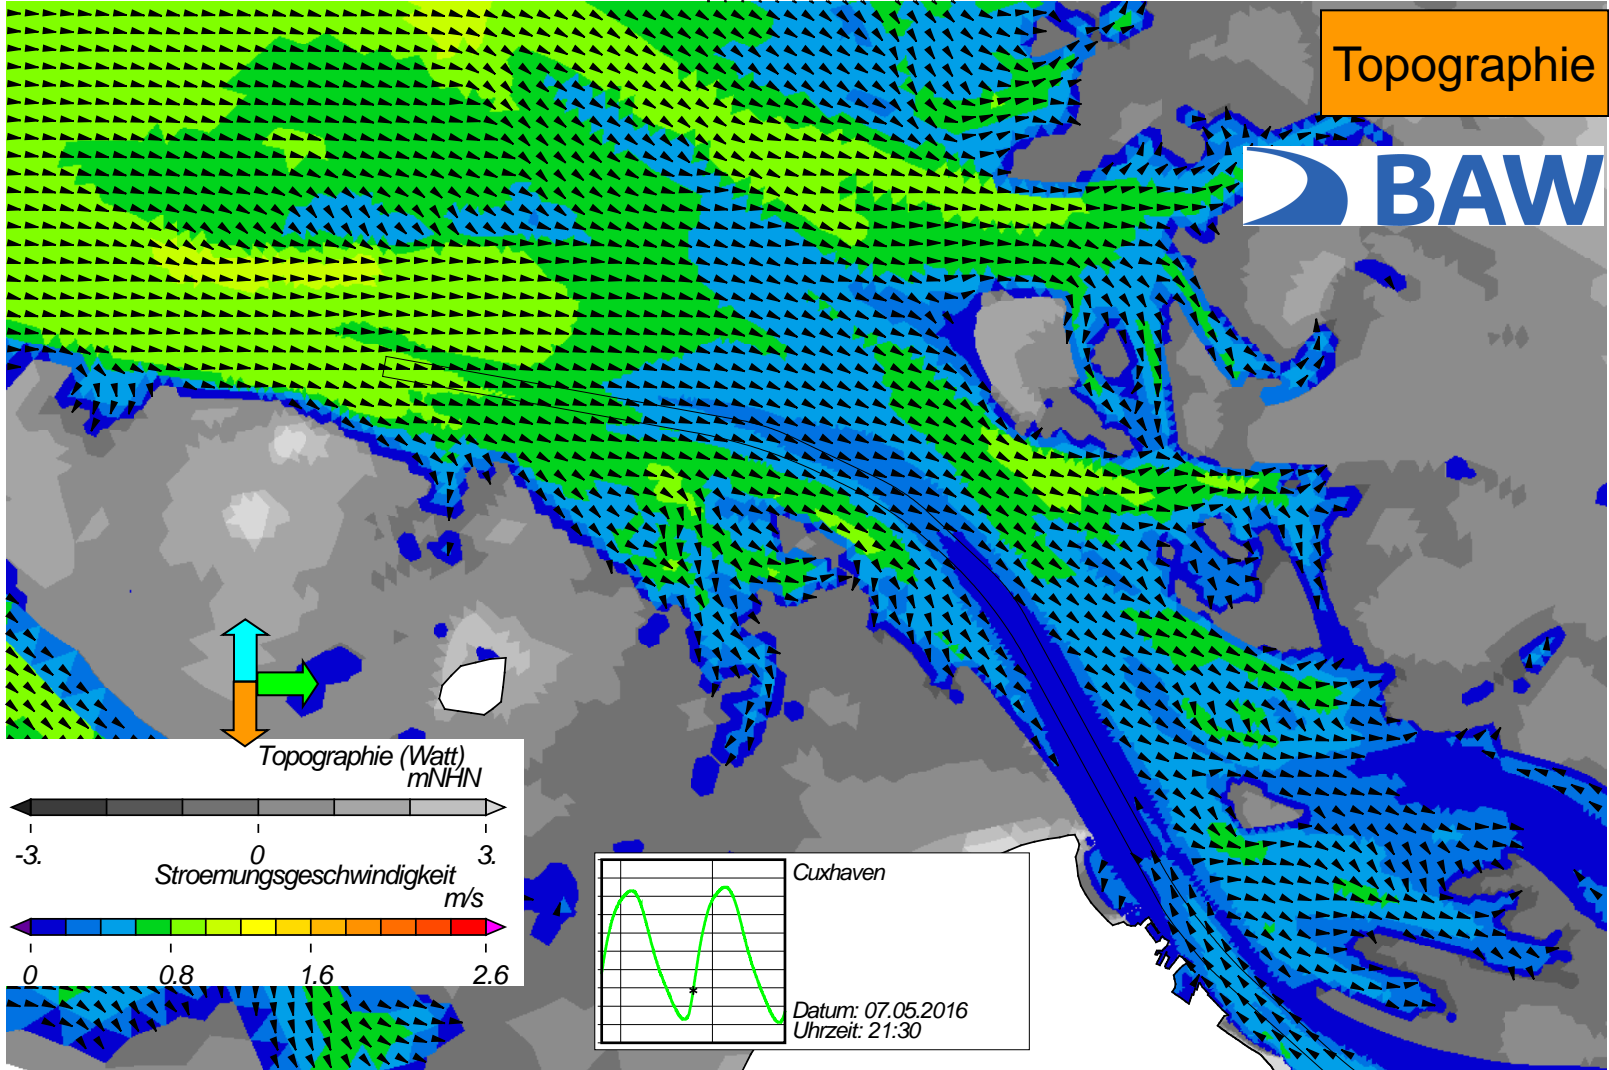 Topographie
BAW
Topographie (Watt)
mNHN
-3. 0 3.
Stroemungsgeschwindigkeit
m/s
0 0.8 1.6 2.6
Cuxhaven
Datum: 07.05.2016
Uhrzeit: 21:30